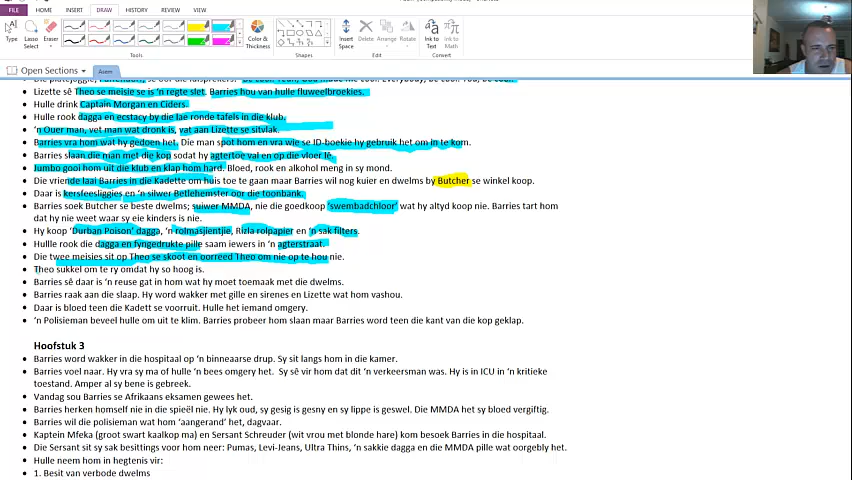 FILE HOME INSERT DRAW HISTORY REVIEW VIEW
Type Lasso Select Eraser Color & Thickness Insert Space Delete Arrange Rotate Ink to Text Ink to Math
Tools Shapes Edit Convert
Open Sections Asem
Lizette sê Theo se meisie se is ‘n regte slet. Barries hou van hulle fluweelbroekies.
Hulle drink Captain Morgan en Ciders.
Hulle rook dagga en ecstacy by die lae ronde tafels in die klub.
‘n Ouer man, vet man wat dronk is, vat aan Lizette se sitvlak.
Barries vra hom wat hy gedoen het. Die man spot hom en vra wie se ID-boekie hy gebruik het om in te kom.
Barries slaan die man met die kop sodat hy agtertoe val en op die vloer lê.
Jumbo gooi hom uit die klub en klap hom hard. Bloed, rook en alkohol meng in sy mond.
Die vriende laai Barries in die Kadette om huis toe te gaan maar Barries wil nog kuier en dwelms by Butcher se winkel koop.
Daar is kersfeesliggies en ‘n silwer Betlehemster oor die toonbank.
Barries soek Butcher se beste dwelms; suiwer MMDA, nie die goedkoop ‘swembadchloor’ wat hy altyd koop nie. Barries tart hom
dat hy nie weet waar sy eie kinders is nie.
Hy koop ‘Durban Poison’ dagga, ‘n rolmasjientjie, Rizla rolpapier en ‘n sak filters.
Hullle rook die dagga en fyngedrukte pille saam iewers in ‘n agterstraat.
Die twee meisies sit op Theo se skoot en oorreed Theo om nie op te hou nie.
Theo sukkel om te ry omdat hy so hoog is.
Barries sê daar is ‘n reuse gat in hom wat hy moet toemaak met die dwelms.
Barries raak aan die slaap. Hy word wakker met gille en sirenes en Lizette wat hom vashou.
Daar is bloed teen die Kadett se voorruit. Hulle het iemand omgery.
‘n Polisieman beveel hulle om uit te klim. Barries probeer hom slaan maar Barries word teen die kant van die kop geklap.
Hoofstuk 3
Barries word wakker in die hospitaal op ‘n binneaarse drup. Sy sit langs hom in die kamer.
Barries voel naar. Hy vra sy ma of hulle ‘n bees omgery het. Sy sê vir hom dat dit ‘n verkeersman was. Hy is in ICU in ‘n kritieke
toestand. Amper al sy bene is gebreek.
Vandag sou Barries se Afrikaans eksamen gewees het.
Barries herken homself nie in die spieël nie. Hy lyk oud, sy gesig is gesny en sy lippe is geswel. Die MMDA het sy bloed vergiftig.
Barries wil die polisieman wat hom ‘aangerand’ het, dagvaar.
Kaptein Mfeka (groot swart kaalkop ma) en Sersant Schreuder (wit vrou met blonde hare) kom besoek Barries in die hospitaal.
Die Sersant sit sy sak besittings voor hom neer: Pumas, Levi-Jeans, Ultra Thins, ‘n sakkie dagga en die MMDA pille wat oorgebly het.
Hulle neem hom in hegtenis vir:
1. Besit van verbode dwelms